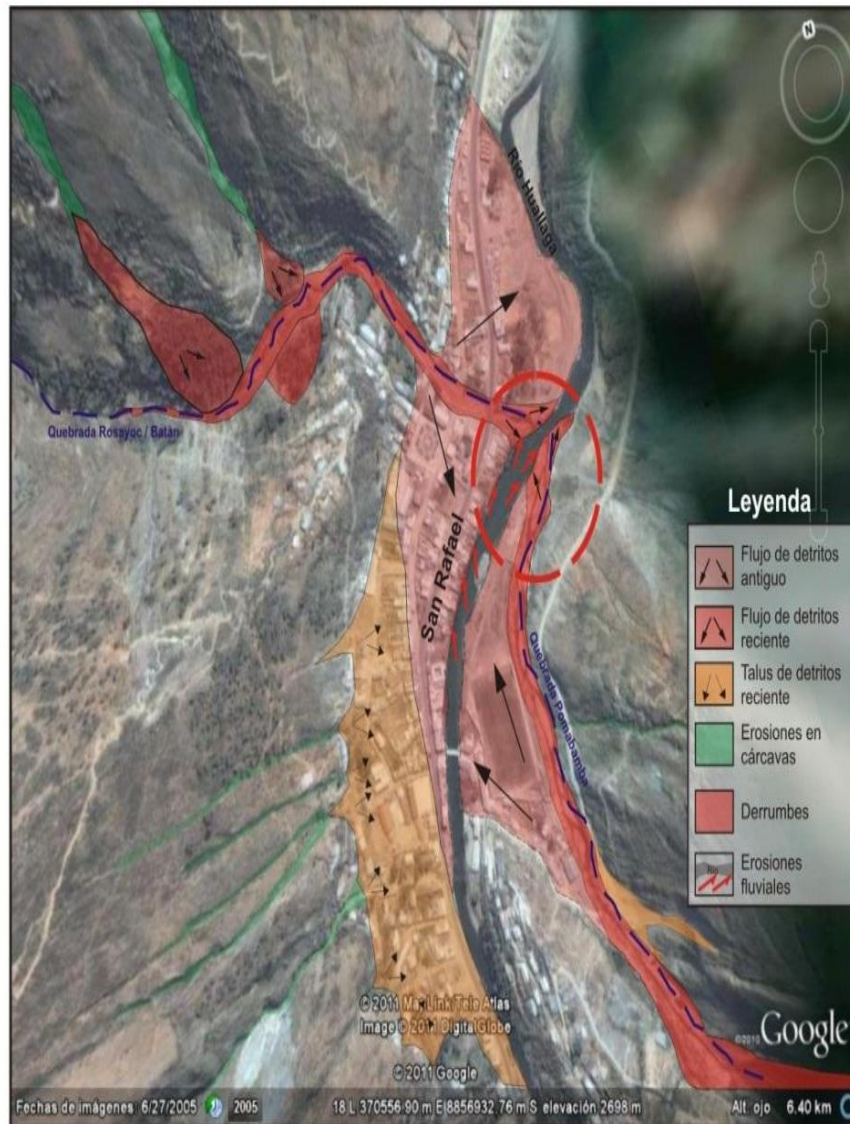 N
Río Huallaga
Quebrada Rosayoc / Batán
San Rafael
Quebrada Pomabamba
Leyenda
Flujo de detritos
antiguo
Flujo de detritos
reciente
Talus de detritos
reciente
Erosiones en
cárcavas
Derrumbes
Río
Erosiones
fluviales
© 2011 MapLink/Tele Atlas
Image © 2011 DigitalGlobe
© 2011 Google
©2010 Google
Fechas de imágenes 6/27/2005 2005 18 L 370556.90 m E 8856932.76 m S elevación 2698 m Alt. ojo 6.40 km